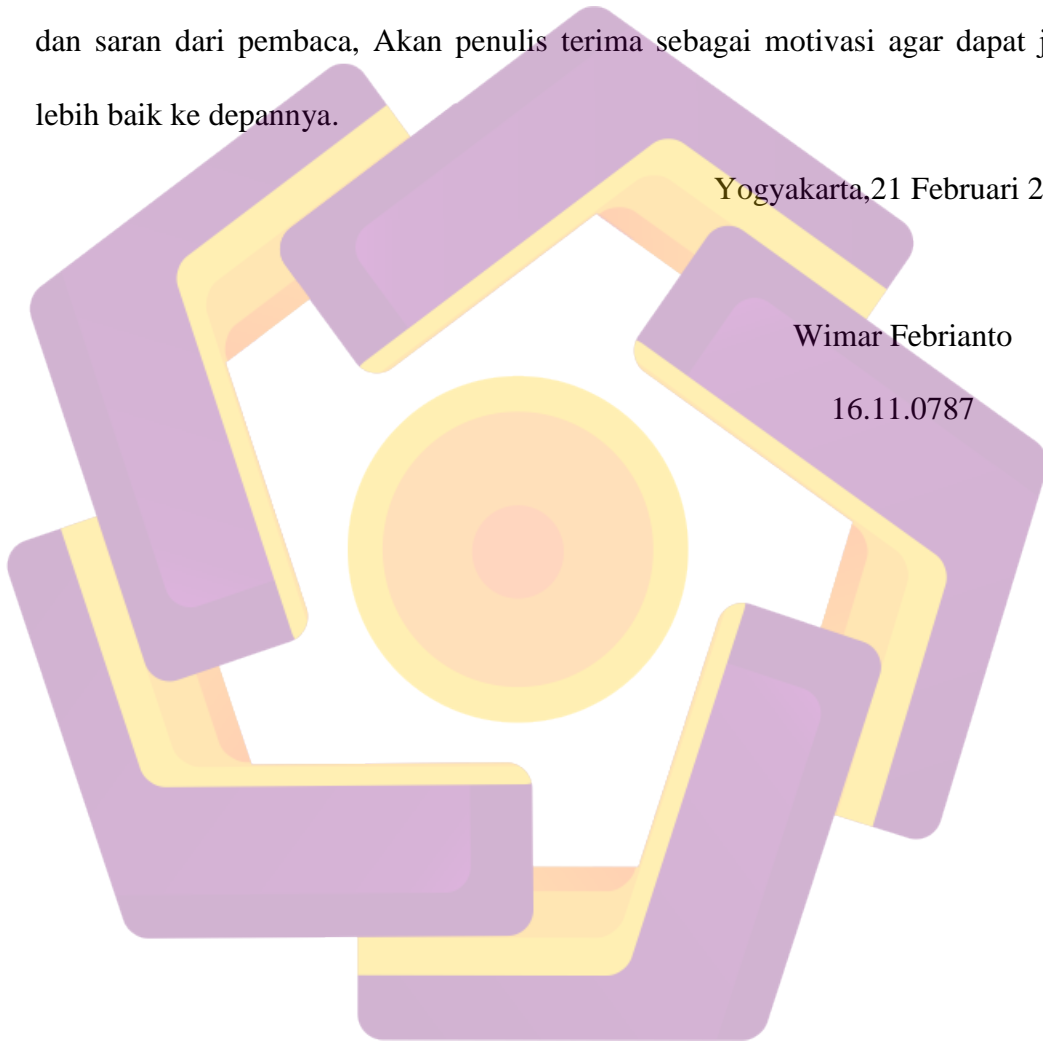 dan saran dari pembaca, Akan penulis terima sebagai motivasi agar dapat
lebih baik ke depannya.
Yogyakarta,21 Februari
Wimar Febrianto
16.11.0787